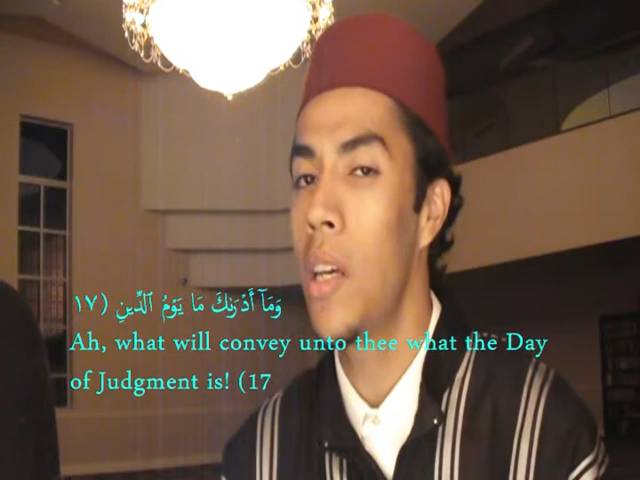 وَمَآ أَدْرَىٰكَ مَا يَوْمُ ٱلدِّينِ (١٧
Ah, what will convey unto thee what the Day
of Judgment is! (17